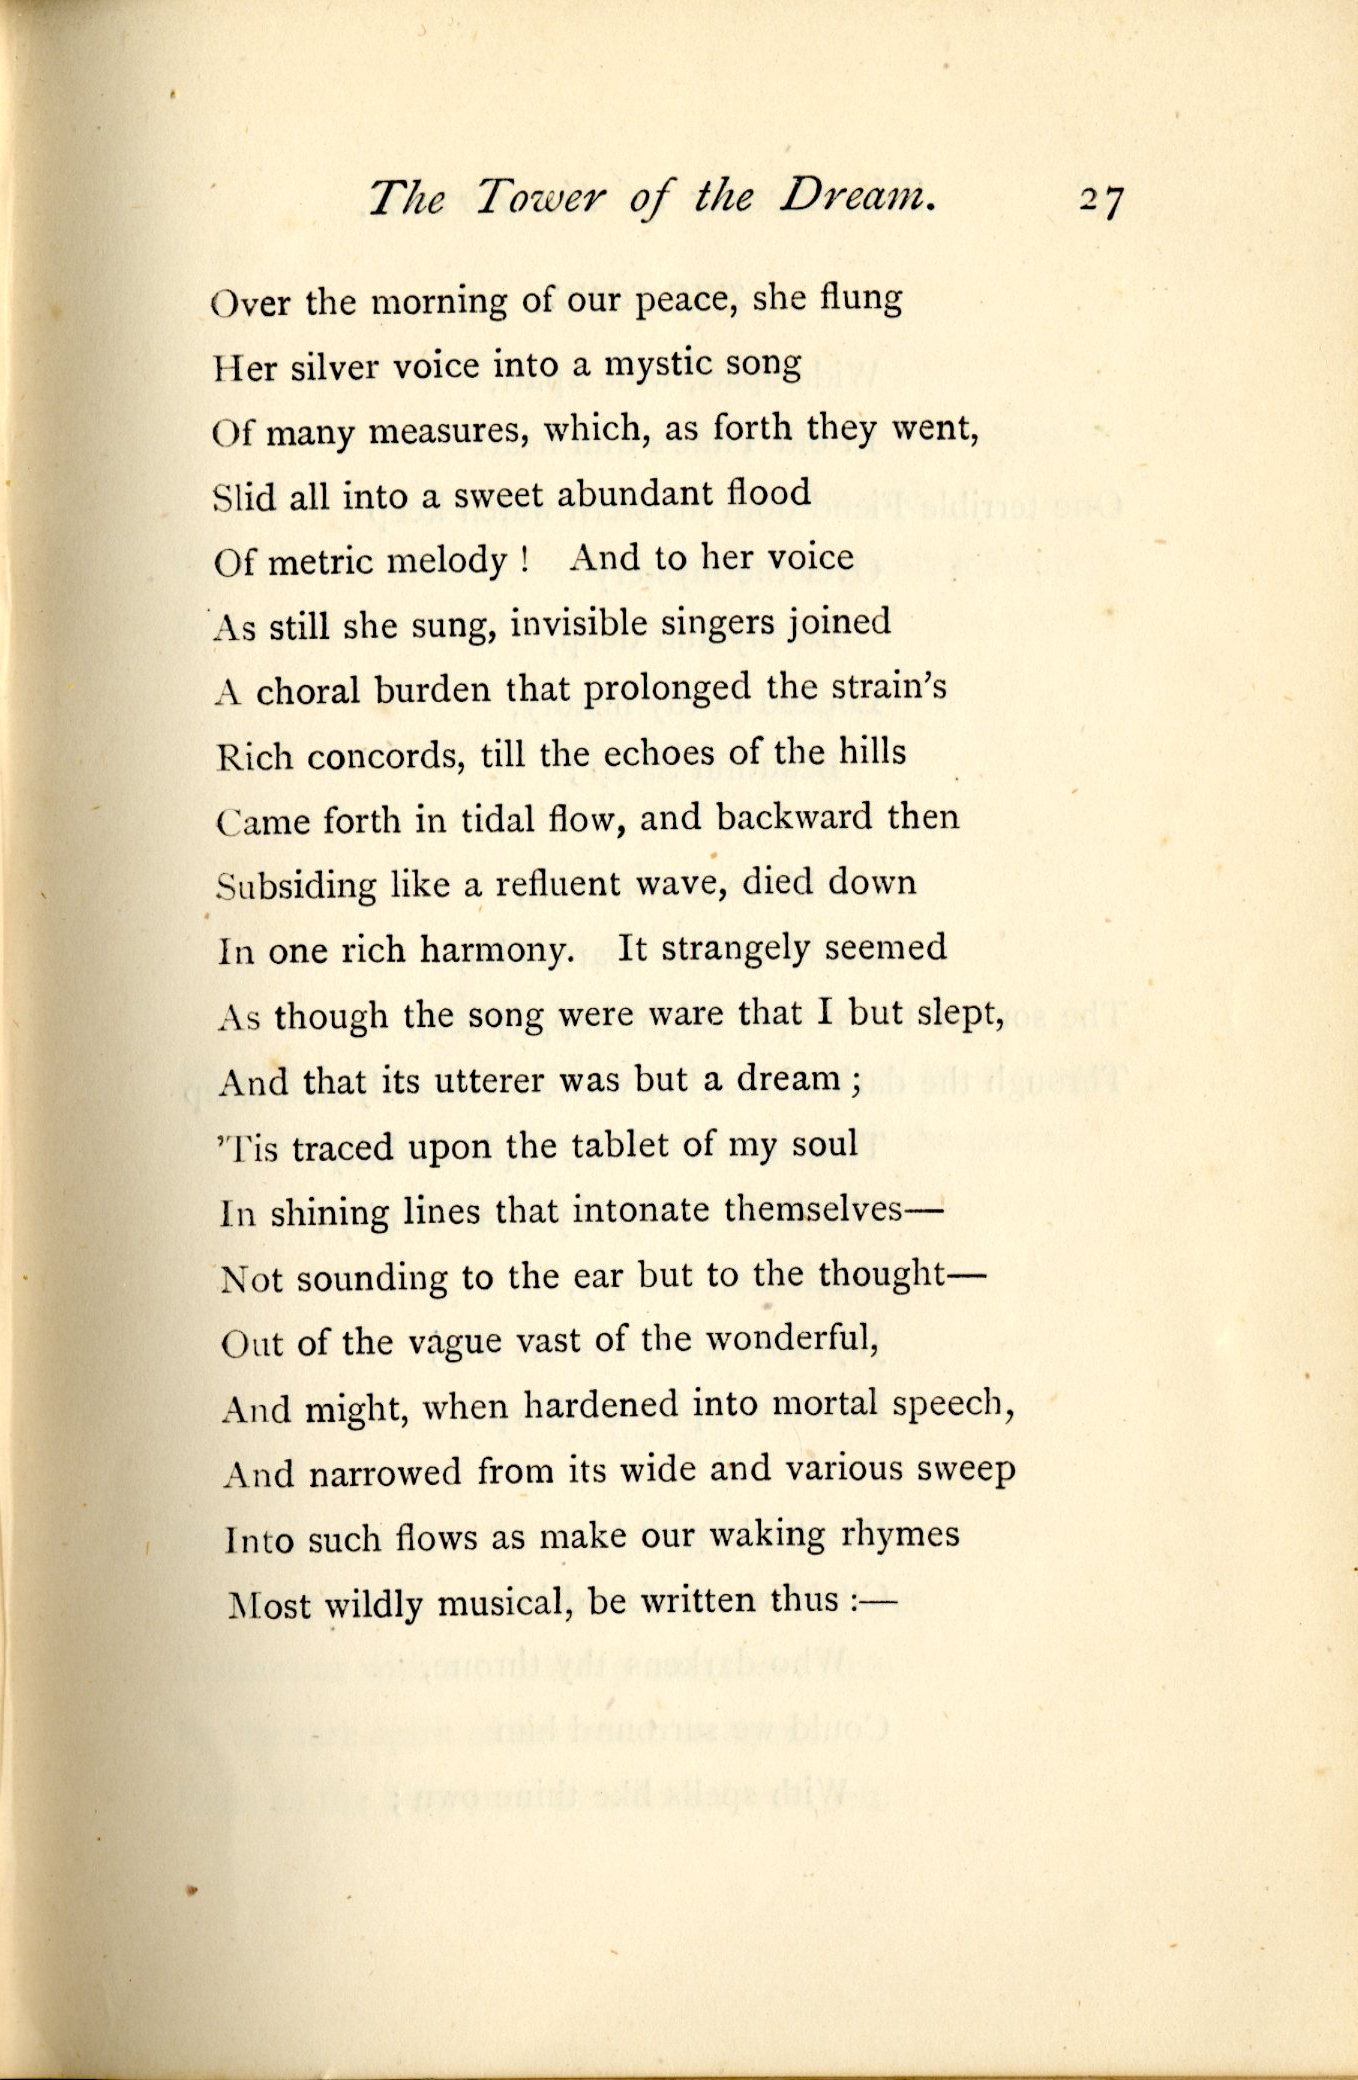 The Tower of the Dream. 27
Over the morning of our peace, she flung
Her silver voice into a mystic song
Of many measures, which, as forth they went,
Slid all into a sweet abundant flood
Of metric melody ! And to her voice
As still she sung, invisible singers joined
A choral burden that prolonged the strain's
Rich concords, till the echoes of the hills
Came forth in tidal flow, and backward then
Subsiding like a refluent wave, died down
In one rich harmony. It strangely seemed
As though the song were ware that I but slept,
And that its utterer was but a dream ;
'Tis traced upon the tablet of my soul
In shining lines that intonate themselves—
Not sounding to the ear but to the thought—
Out of the vague vast of the wonderful,
And might, when hardened into mortal speech,
And narrowed from its wide and various sweep
Into such flows as make our waking rhymes
Most wildly musical, be written thus :—